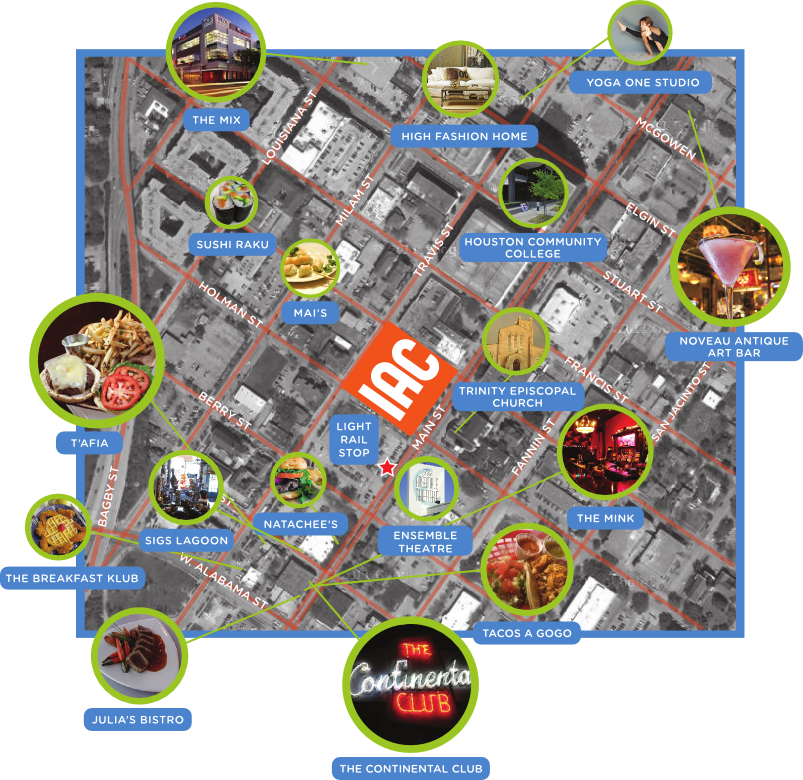 THE MIX
YOGA ONE STUDIO
HIGH FASHION HOME
LOUISIANA ST
MCGOWEN
MILAM ST
ELGIN ST
SUSHI RAKU
TRAVIS ST
HOUSTON COMMUNITY
COLLEGE
STUART ST
HOLMAN ST
MAI'S
NOVEAU ANTIQUE
ART BAR
IAC
TRINITY EPISCOPAL
CHURCH
FRANCIS ST
SAN JACINTO ST
BERRY ST
T'AFIA
LIGHT
RAIL
STOP
MAIN ST
FANNIN ST
BAGBY ST
ST
SIGS LAGOON
NATACHEE'S
ENSEMBLE
THEATRE
THE MINK
THE BREAKFAST KLUB
W. ALABAMA ST
TACOS A GOGO
JULIA'S BISTRO
THE
Continenta
CLUB
THE CONTINENTAL CLUB